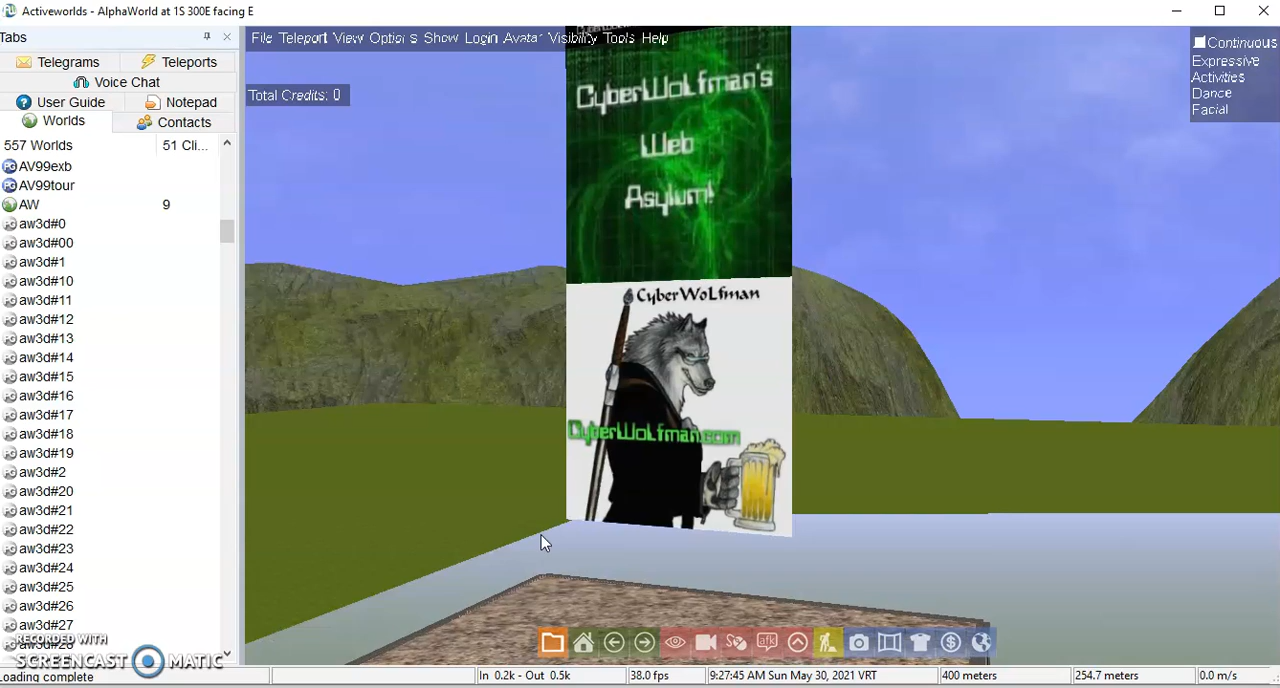 Activeworlds - AlphaWorld at 1S 300E facing E
Tabs
Telegrams
Teleports
Voice Chat
User Guide
Notepad
Worlds
Contacts
557 Worlds
51 Cli...
AV99exb
AV99tour
AW
9
aw3d#0
aw3d#00
aw3d#1
aw3d#10
aw3d#11
aw3d#12
aw3d#13
aw3d#14
aw3d#15
aw3d#16
aw3d#17
aw3d#18
aw3d#19
aw3d#2
aw3d#20
aw3d#21
aw3d#22
aw3d#23
aw3d#24
aw3d#25
aw3d#26
aw3d#27
RECORDED WITH
SCREENCAST MATIC
Loading complete
File Teleport View Options Show Login Avatar Visibility Tools Help
Total Credits: 0
CyberWoLfman's
Web
Asylum!
CyberWoLfman
CyberWoLfman.com
Continuous
Expressive
Activities
Dance
Facial
afk
In 0.2k - Out 0.5k
38.0 fps
9:27:45 AM Sun May 30, 2021 VRT
400 meters
254.7 meters
0.0 m/s